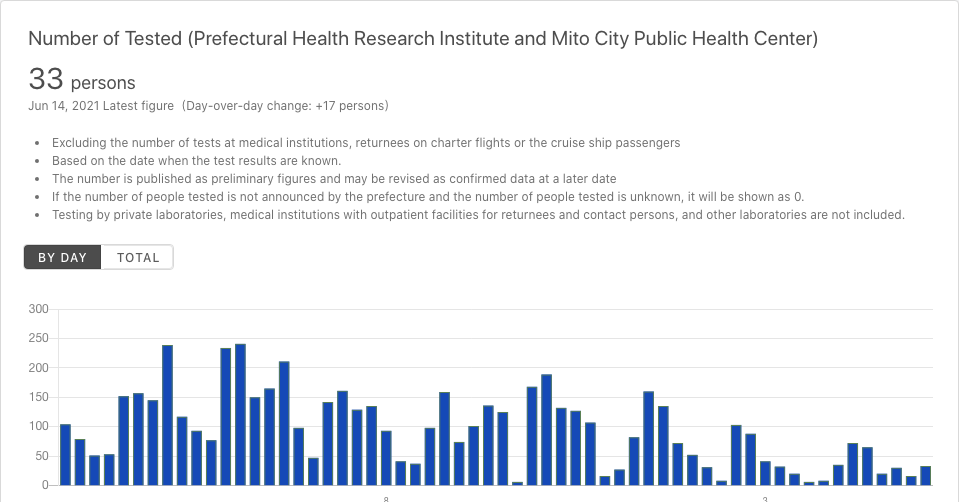 Number of Tested (Prefectural Health Research Institute and Mito City Public Health Center)
33 persons
Jun 14, 2021 Latest figure (Day-over-day change: +17 persons)
• Excluding the number of tests at medical institutions, returnees on charter flights or the cruise ship passengers
• Based on the date when the test results are known.
• The number is published as preliminary figures and may be revised as confirmed data at a later date
• If the number of people tested is not announced by the prefecture and the number of people tested is unknown, it will be shown as 0.
• Testing by private laboratories, medical institutions with outpatient facilities for returnees and contact persons, and other laboratories are not included.
BY DAY TOTAL
300
250
200
150
100
50
0